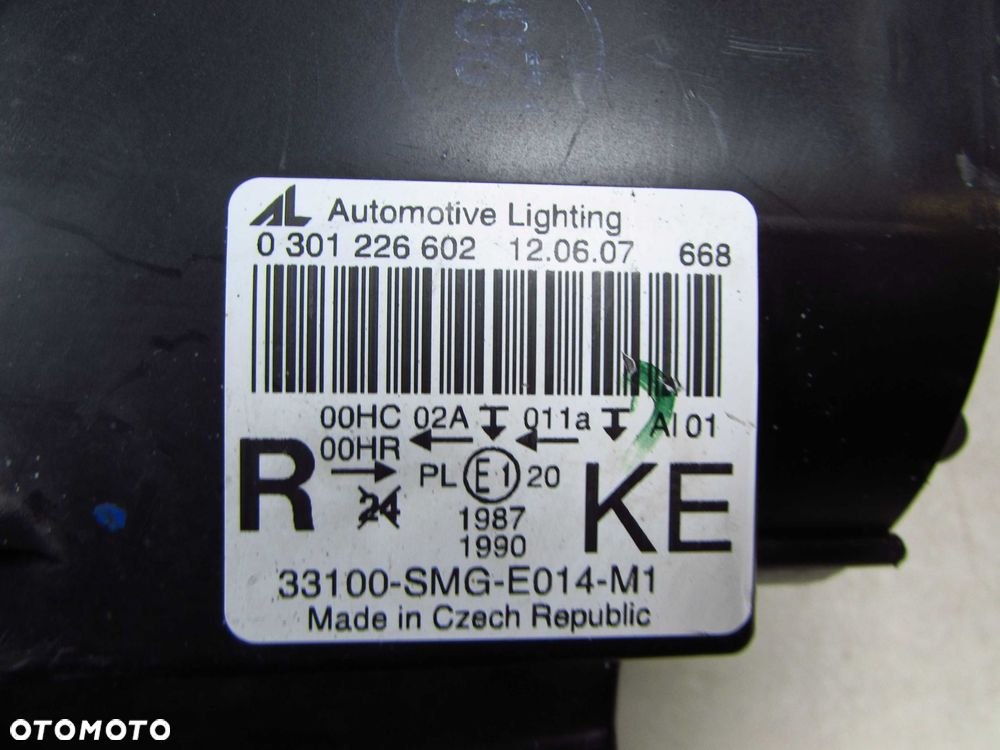 AL Automotive Lighting
0 301 226 602 12.06.07 668
00HC 02A 011a AI 01
00HR
R PL E1 20 KE
24
1987
1990
33100-SMG-E014-M1
Made in Czech Republic
OTOMOTO